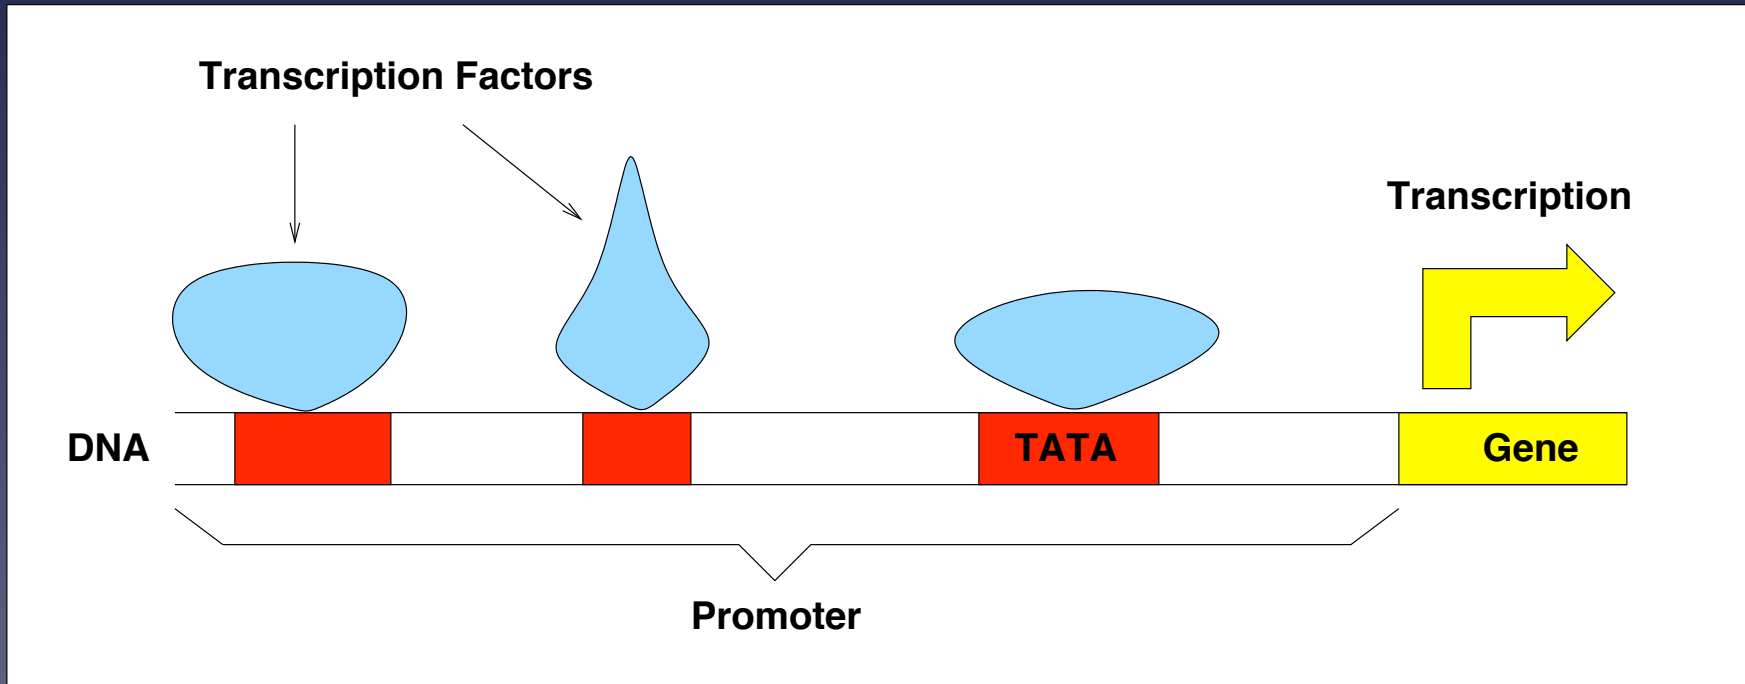 Transcription Factors
Transcription
DNA
TATA
Gene
Promoter